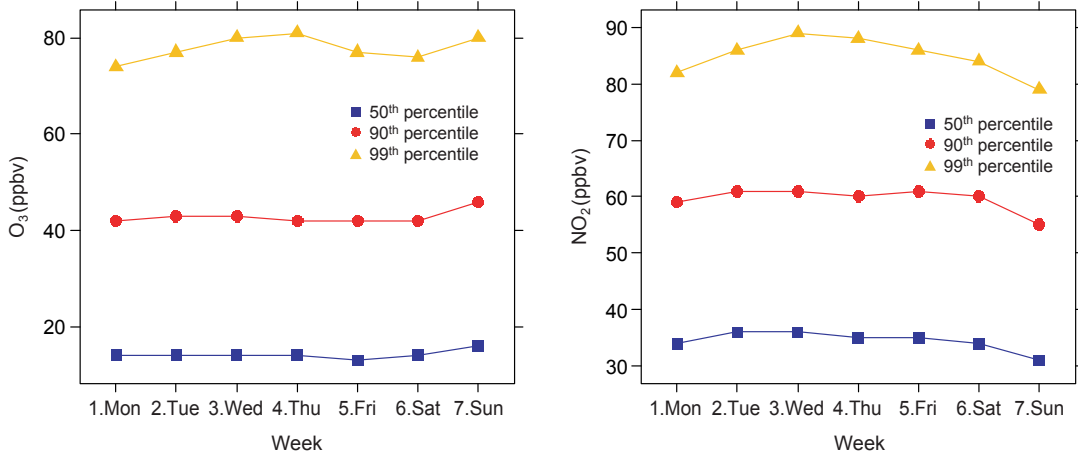 O₃(ppbv)
80
60
40
20
50th percentile
90th percentile
99th percentile
1.Mon 2.Tue 3.Wed 4.Thu 5.Fri 6.Sat 7.Sun
Week
NO₂(ppbv)
90
80
70
60
50
40
30
50th percentile
90th percentile
99th percentile
1.Mon 2.Tue 3.Wed 4.Thu 5.Fri 6.Sat 7.Sun
Week